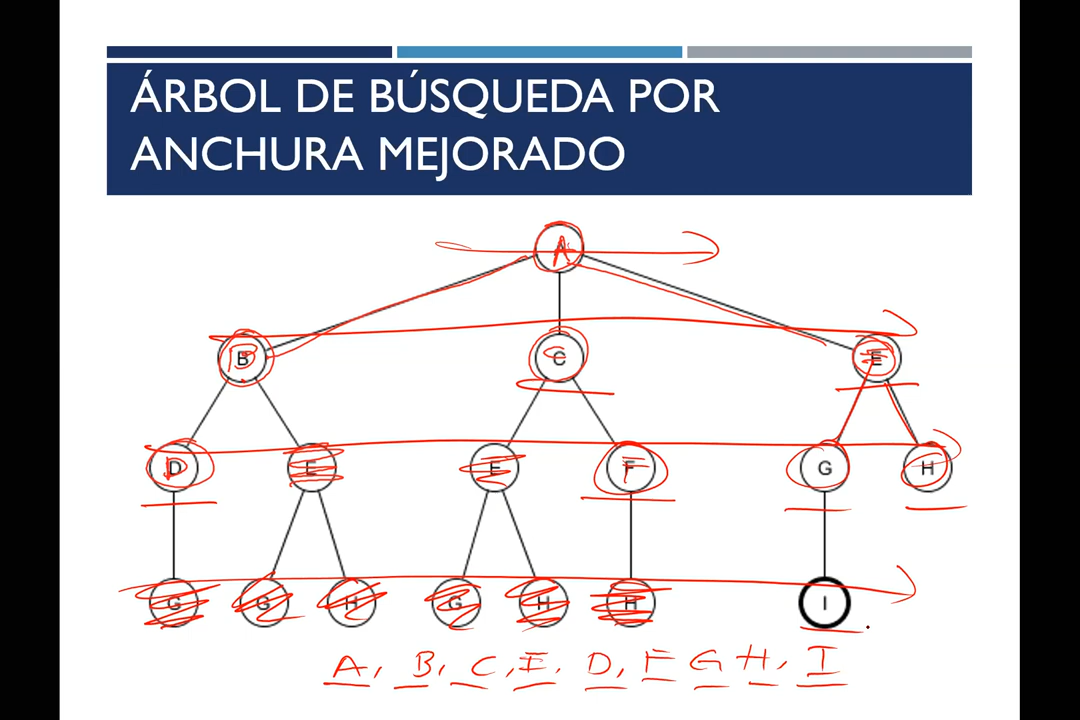 ÁRBOL DE BÚSQUEDA POR
ANCHURA MEJORADO
A
B C E
D E E F G H
G G H G H H I
A, B, C, E, D, F G H, I